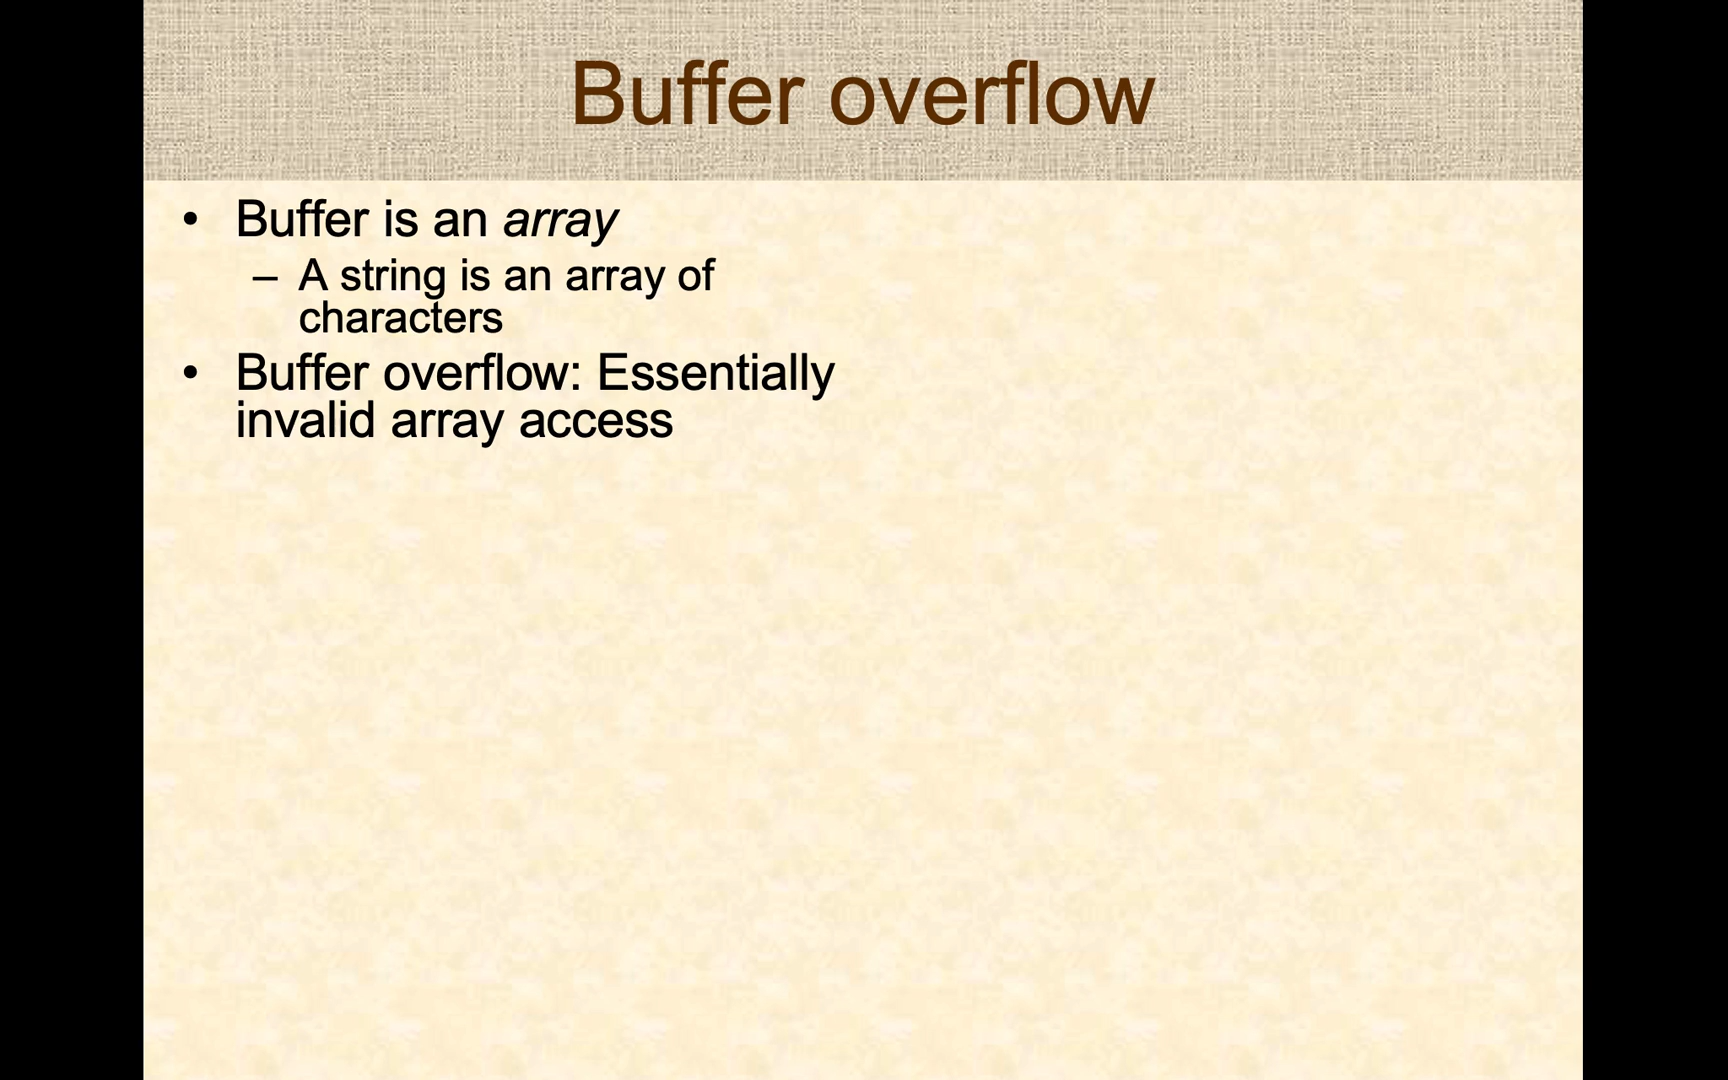 Buffer overflow
• Buffer is an array
– A string is an array of
characters
• Buffer overflow: Essentially
invalid array access